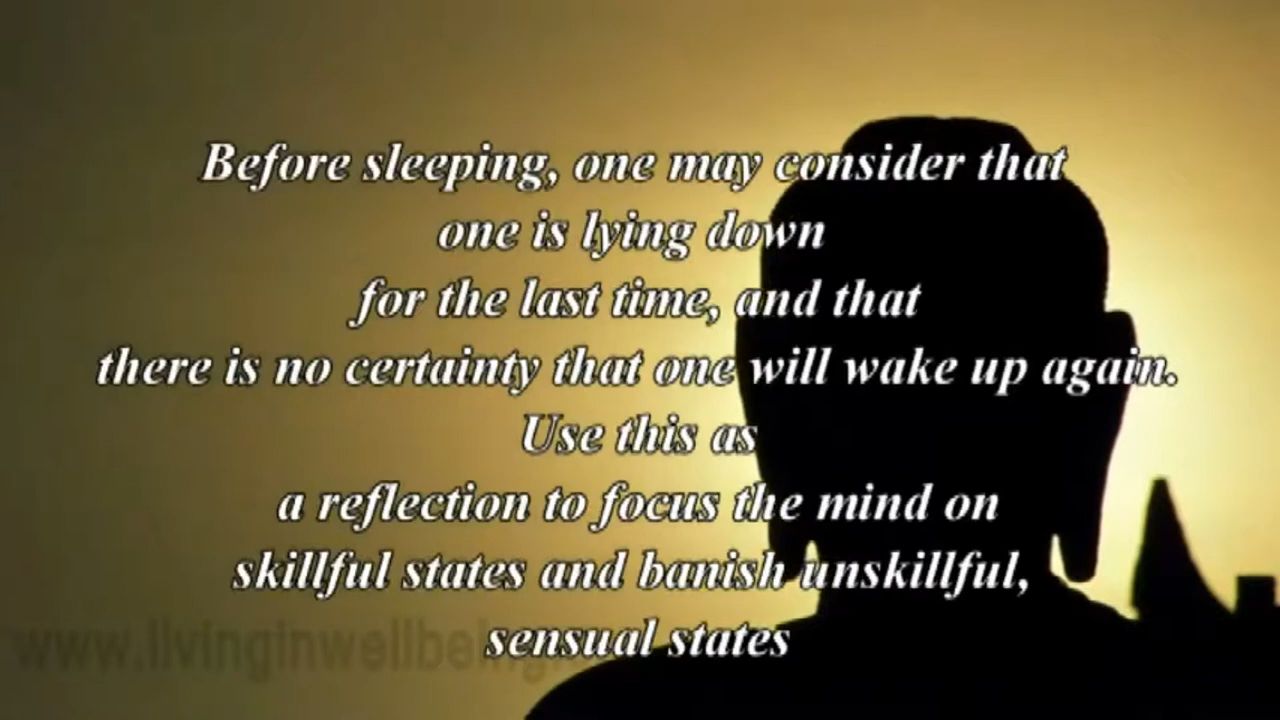 Before sleeping, one may consider that
one is lying down
for the last time, and that
there is no certainty that one will wake up again.
Use this as
a reflection to focus the mind on
skillful states and banish unskillful,
sensual states
www.livinginwellbeing